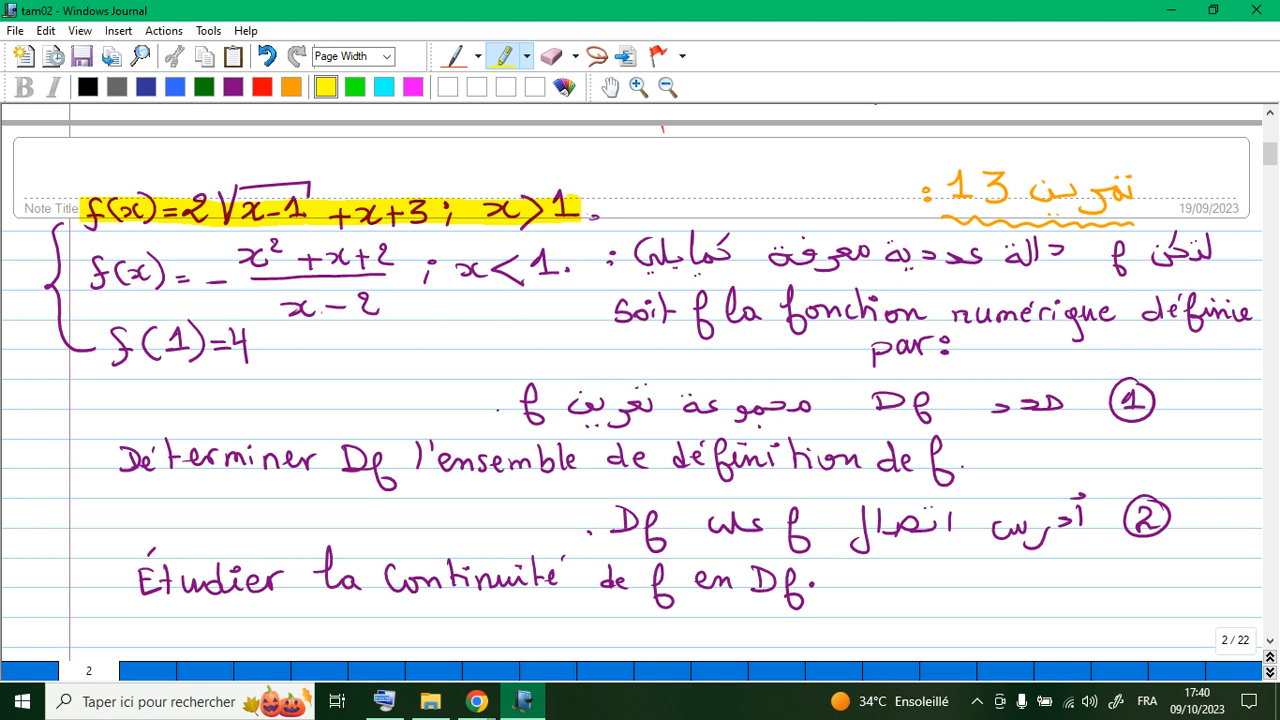 tam02 - Windows Journal
File Edit View Insert Actions Tools Help
Page Width
B I
تمرين 13 :
Note Title
19/09/2023
f(x) = 2√(x-1) + x + 3 ; x > 1.
f(x) = - (x² + x + 2)/(x - 2) ; x < 1.
f(1) = 4
لتكن f دالة عددية معرفة كمايلي :
soit f la fonction numérique définie
par:
① حدد Df مجموعة تعريف f .
Déterminer Df l'ensemble de définition de f.
② أدرس اتصال f على Df .
Étudier la continuité de f en Df.
2 / 22
2
Taper ici pour rechercher
34°C Ensoleillé
FRA
17:40
09/10/2023